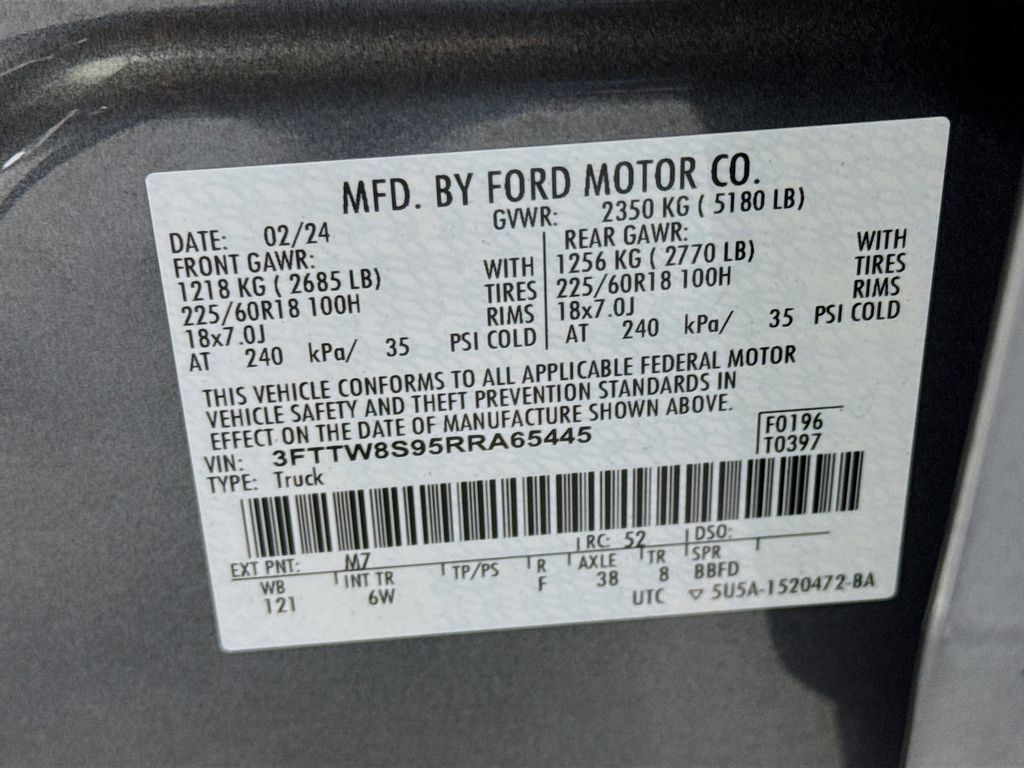 MFD. BY FORD MOTOR CO.
DATE: 02/24 GVWR: 2350 KG ( 5180 LB)
FRONT GAWR: REAR GAWR:
1218 KG ( 2685 LB) WITH 1256 KG ( 2770 LB) WITH
225/60R18 100H TIRES 225/60R18 100H TIRES
18x7.0J RIMS 18x7.0J RIMS
AT 240 kPa/ 35 PSI COLD AT 240 kPa/ 35 PSI COLD
THIS VEHICLE CONFORMS TO ALL APPLICABLE FEDERAL MOTOR
VEHICLE SAFETY AND THEFT PREVENTION STANDARDS IN
EFFECT ON THE DATE OF MANUFACTURE SHOWN ABOVE.
VIN: 3FTTW8S95RRA65445 F0196
TYPE: Truck T0397
EXT PNT: M7 RC: 52 DSO:
WB INT TR TP/PS R AXLE TR SPR
121 6W F 38 8 BBFD
UTC ▽ 5U5A-1520472-BA